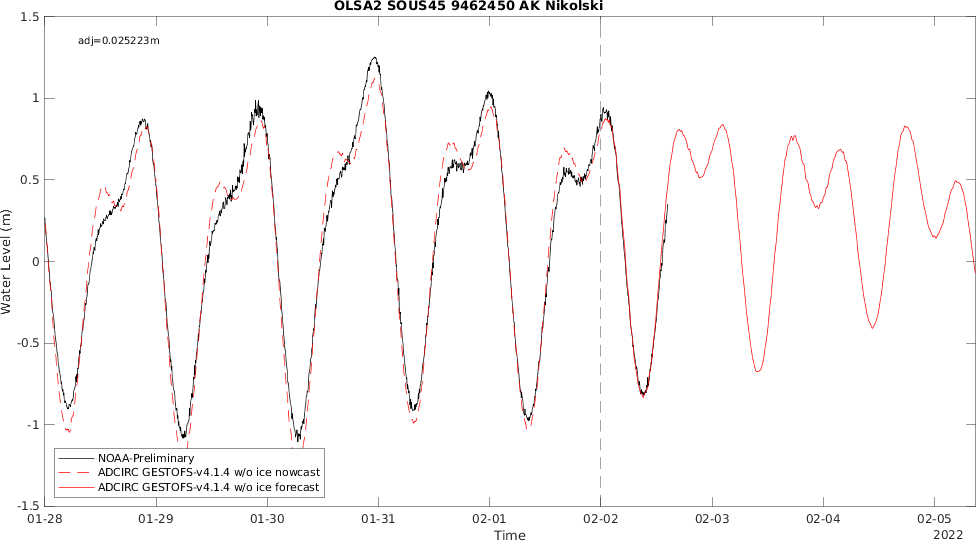 OLSA2 SOUS45 9462450 AK Nikolski
adj=0.025223m
1.5
1
0.5
0
-0.5
-1
-1.5
Water Level (m)
NOAA-Preliminary
ADCIRC GESTOFS-v4.1.4 w/o ice nowcast
ADCIRC GESTOFS-v4.1.4 w/o ice forecast
01-28 01-29 01-30 01-31 02-01 02-02 02-03 02-04 02-05
Time
2022